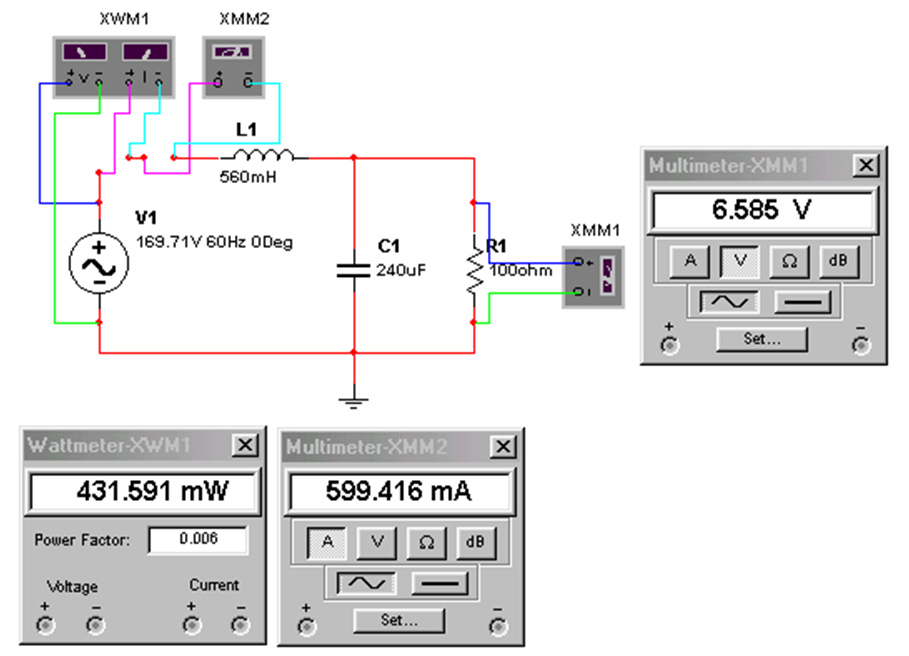 XWM1
XMM2
+ V - + I -
+ -
L1
560mH
V1
169.71V 60Hz 0Deg
C1
240uF
R1
100ohm
XMM1
Multimeter-XMM1
6.585 V
A V Ω dB
+ Set... -
Wattmeter-XWM1
431.591 mW
Power Factor: 0.006
Voltage Current
+ - + -
Multimeter-XMM2
599.416 mA
A V Ω dB
+ Set... -